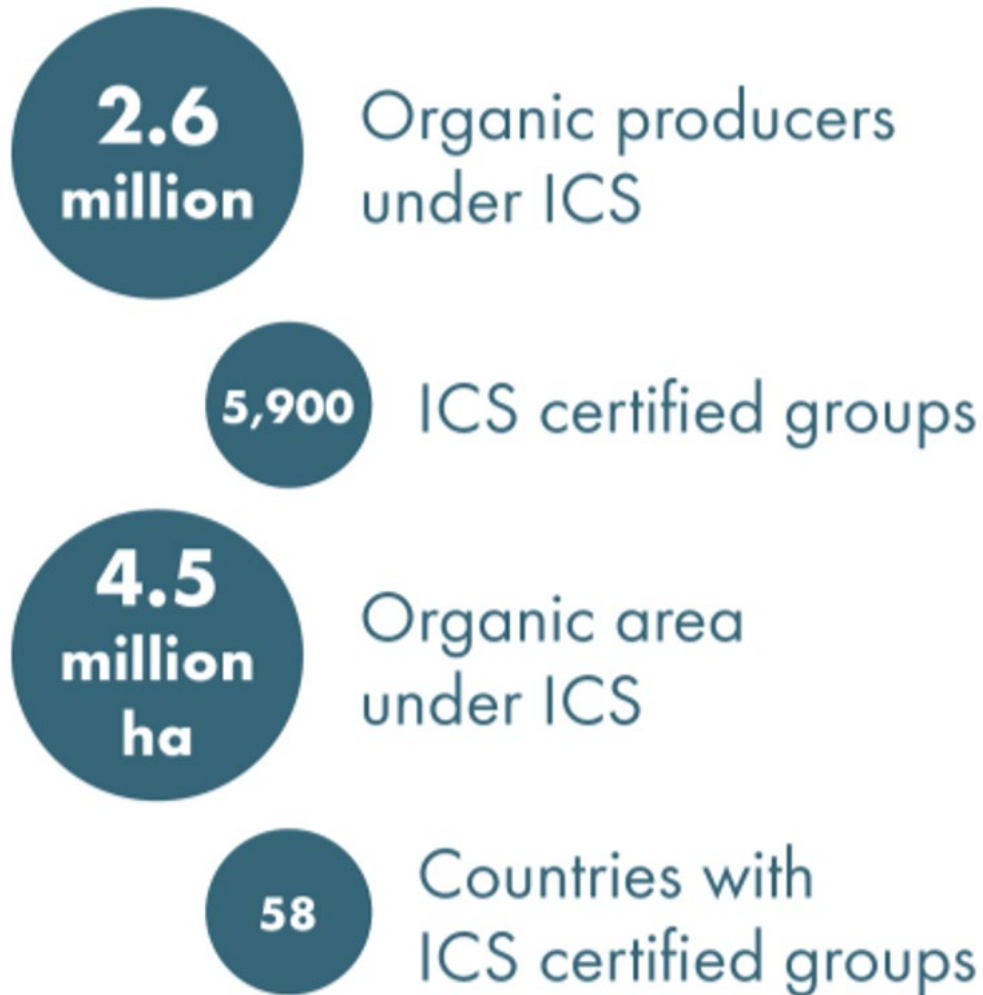 2.6
million
Organic producers
under ICS
5,900
ICS certified groups
4.5
million
ha
Organic area
under ICS
58
Countries with
ICS certified groups